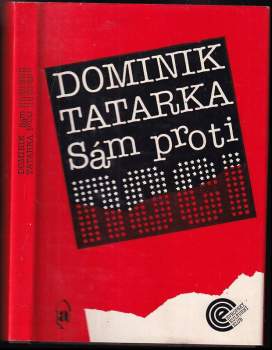 DOMINIK
TATARKA
Sám proti
noci
DOMINIK
TATARKA